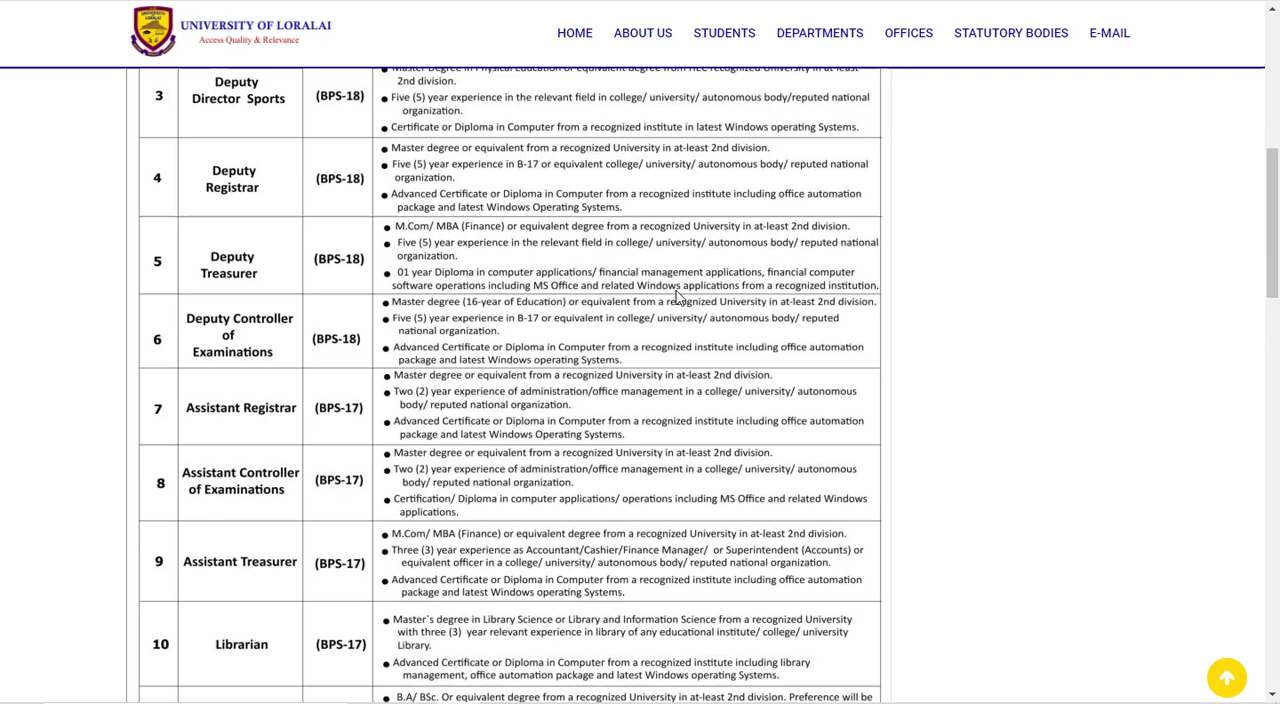 UNIVERSITY OF LORALAI
Access Quality & Relevance
HOME ABOUT US STUDENTS DEPARTMENTS OFFICES STATUTORY BODIES E-MAIL
3
Deputy
Director Sports
(BPS-18)
Master Degree in Physical Education or equivalent degree from HEC recognized University in at-least
2nd division.
● Five (5) year experience in the relevant field in college/ university/ autonomous body/reputed national
organization.
● Certificate or Diploma in Computer from a recognized institute in latest Windows operating Systems.
4
Deputy
Registrar
(BPS-18)
● Master degree or equivalent from a recognized University in at-least 2nd division.
● Five (5) year experience in B-17 or equivalent college/ university/ autonomous body/ reputed national
organization.
● Advanced Certificate or Diploma in Computer from a recognized institute including office automation
package and latest Windows Operating Systems.
5
Deputy
Treasurer
(BPS-18)
● M.Com/ MBA (Finance) or equivalent degree from a recognized University in at-least 2nd division.
● Five (5) year experience in the relevant field in college/ university/ autonomous body/ reputed national
organization.
● 01 year Diploma in computer applications/ financial management applications, financial computer
software operations including MS Office and related Windows applications from a recognized institution.
6
Deputy Controller
of
Examinations
(BPS-18)
● Master degree (16-year of Education) or equivalent from a recognized University in at-least 2nd division.
● Five (5) year experience in B-17 or equivalent in college/ university/ autonomous body/ reputed
national organization.
● Advanced Certificate or Diploma in Computer from a recognized institute including office automation
package and latest Windows operating Systems.
7
Assistant Registrar
(BPS-17)
● Master degree or equivalent from a recognized University in at-least 2nd division.
● Two (2) year experience of administration/office management in a college/ university/ autonomous
body/ reputed national organization.
● Advanced Certificate or Diploma in Computer from a recognized institute including office automation
package and latest Windows Operating Systems.
8
Assistant Controller
of Examinations
(BPS-17)
● Master degree or equivalent from a recognized University in at-least 2nd division.
● Two (2) year experience of administration/office management in a college/ university/ autonomous
body/ reputed national organization.
● Certification/ Diploma in computer applications/ operations including MS Office and related Windows
applications.
9
Assistant Treasurer
(BPS-17)
● M.Com/ MBA (Finance) or equivalent degree from a recognized University in at-least 2nd division.
● Three (3) year experience as Accountant/Cashier/Finance Manager/ or Superintendent (Accounts) or
equivalent officer in a college/ university/ autonomous body/ reputed national organization.
● Advanced Certificate or Diploma in Computer from a recognized institute including office automation
package and latest Windows operating Systems.
10
Librarian
(BPS-17)
● Master`s degree in Library Science or Library and Information Science from a recognized University
with three (3) year relevant experience in library of any educational institute/ college/ university
Library.
● Advanced Certificate or Diploma in Computer from a recognized institute including library
management, office automation package and latest Windows operating Systems.
● B.A/ BSc. Or equivalent degree from a recognized University in at-least 2nd division. Preference will be